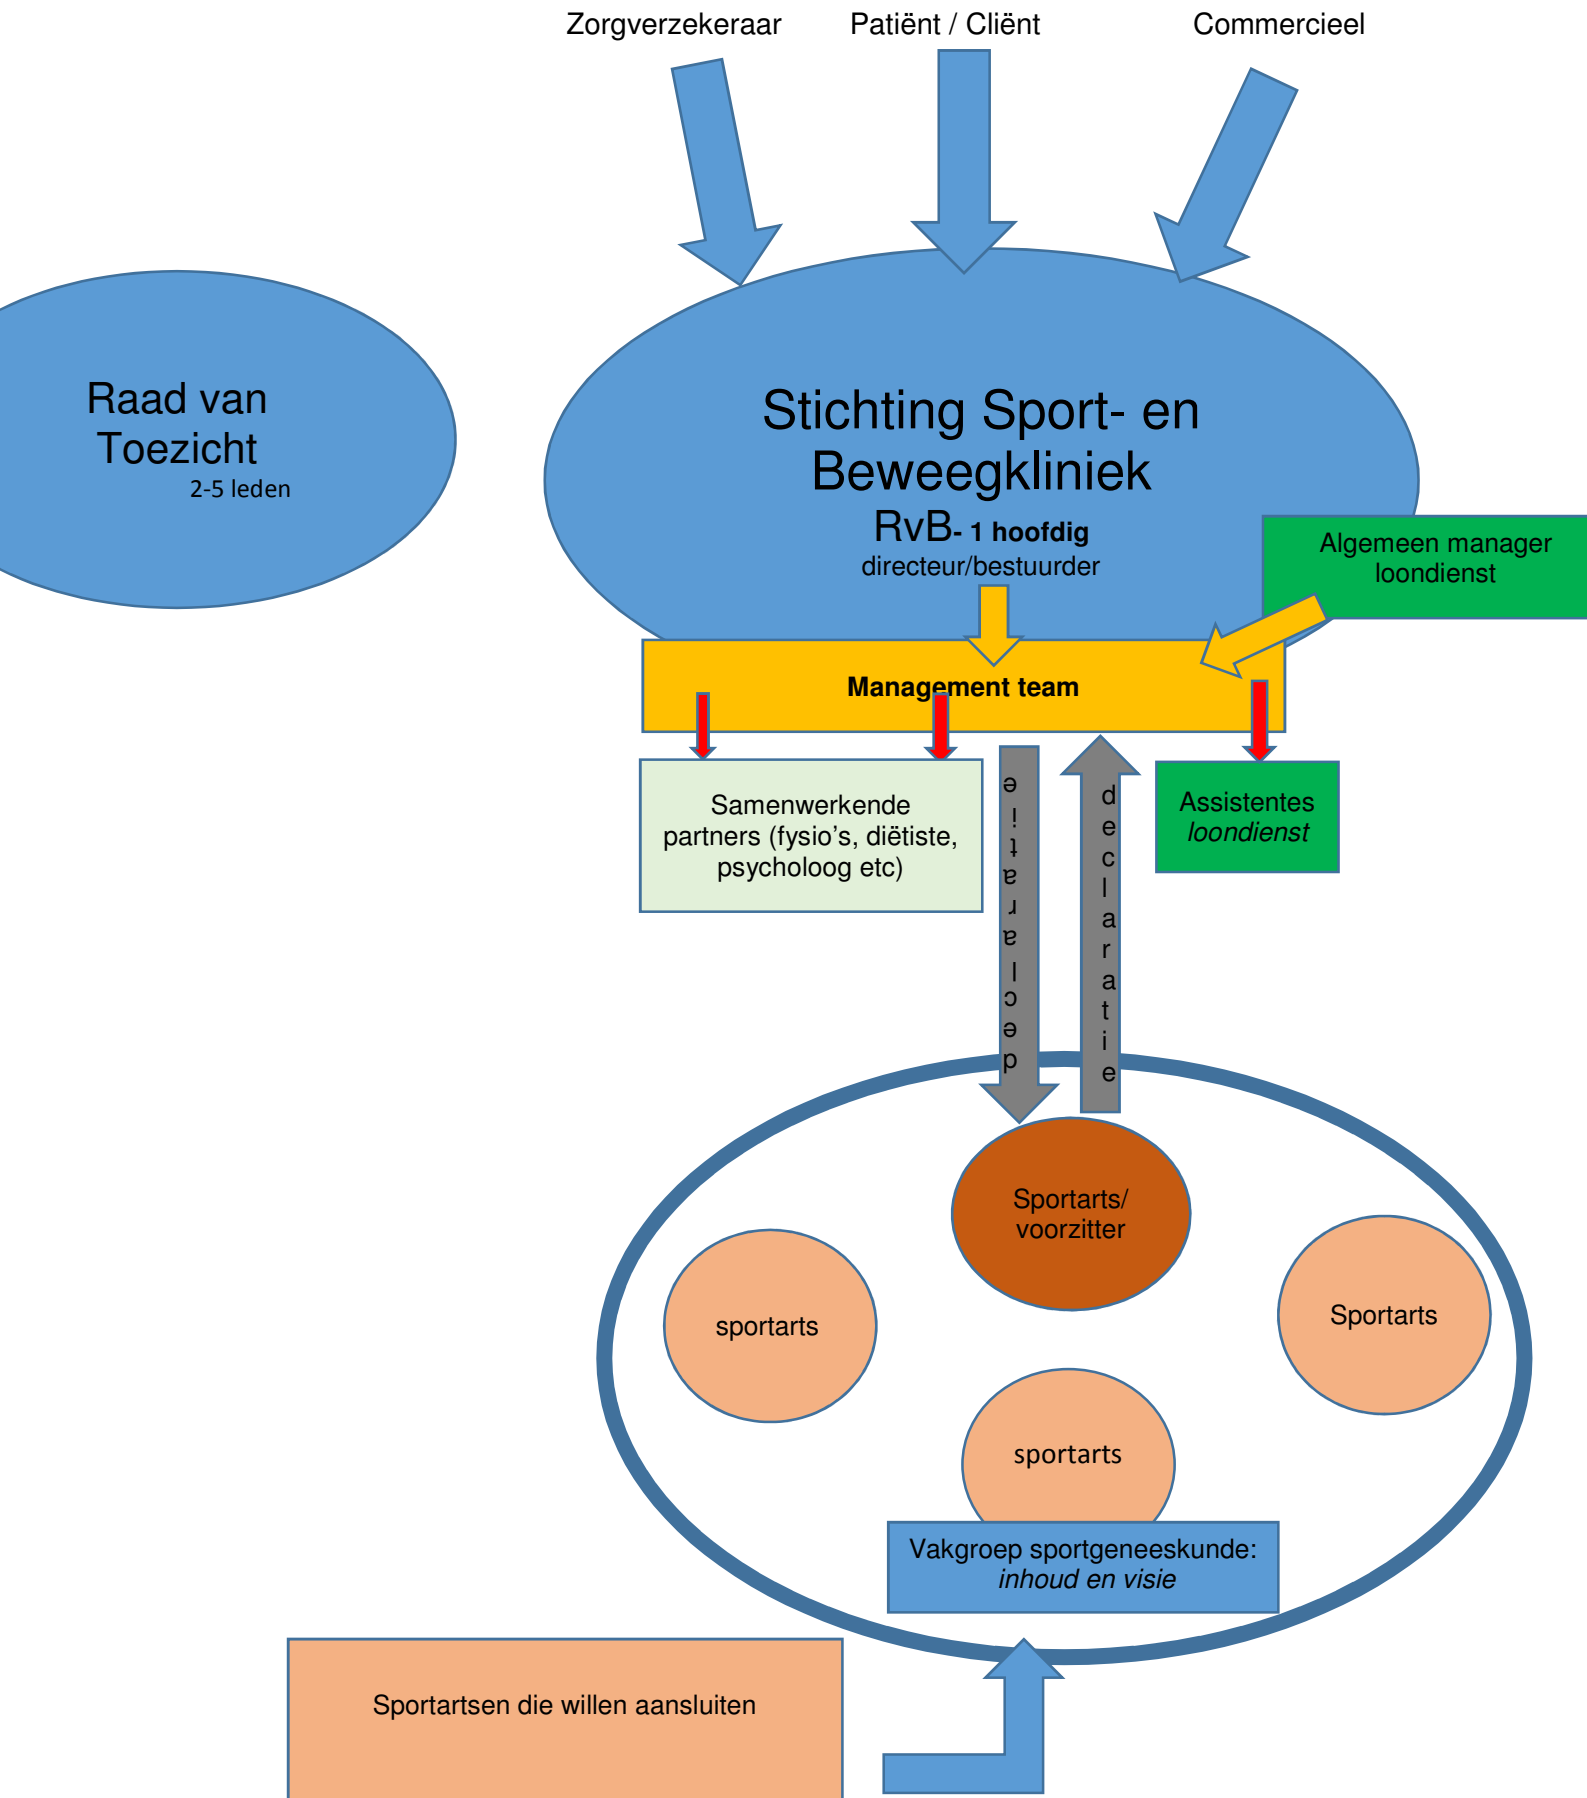 Zorgverzekeraar
Patiënt / Cliënt
Commercieel
Raad van
Toezicht
2-5 leden
Stichting Sport- en
Beweegkliniek
RvB- 1 hoofdig
directeur/bestuurder
Algemeen manager
loondienst
Management team
Samenwerkende
partners (fysio's, diëtiste,
psycholoog etc)
declaratie
declaratie
Assistentes
loondienst
Sportarts/
voorzitter
sportarts
Sportarts
sportarts
Vakgroep sportgeneeskunde:
inhoud en visie
Sportartsen die willen aansluiten